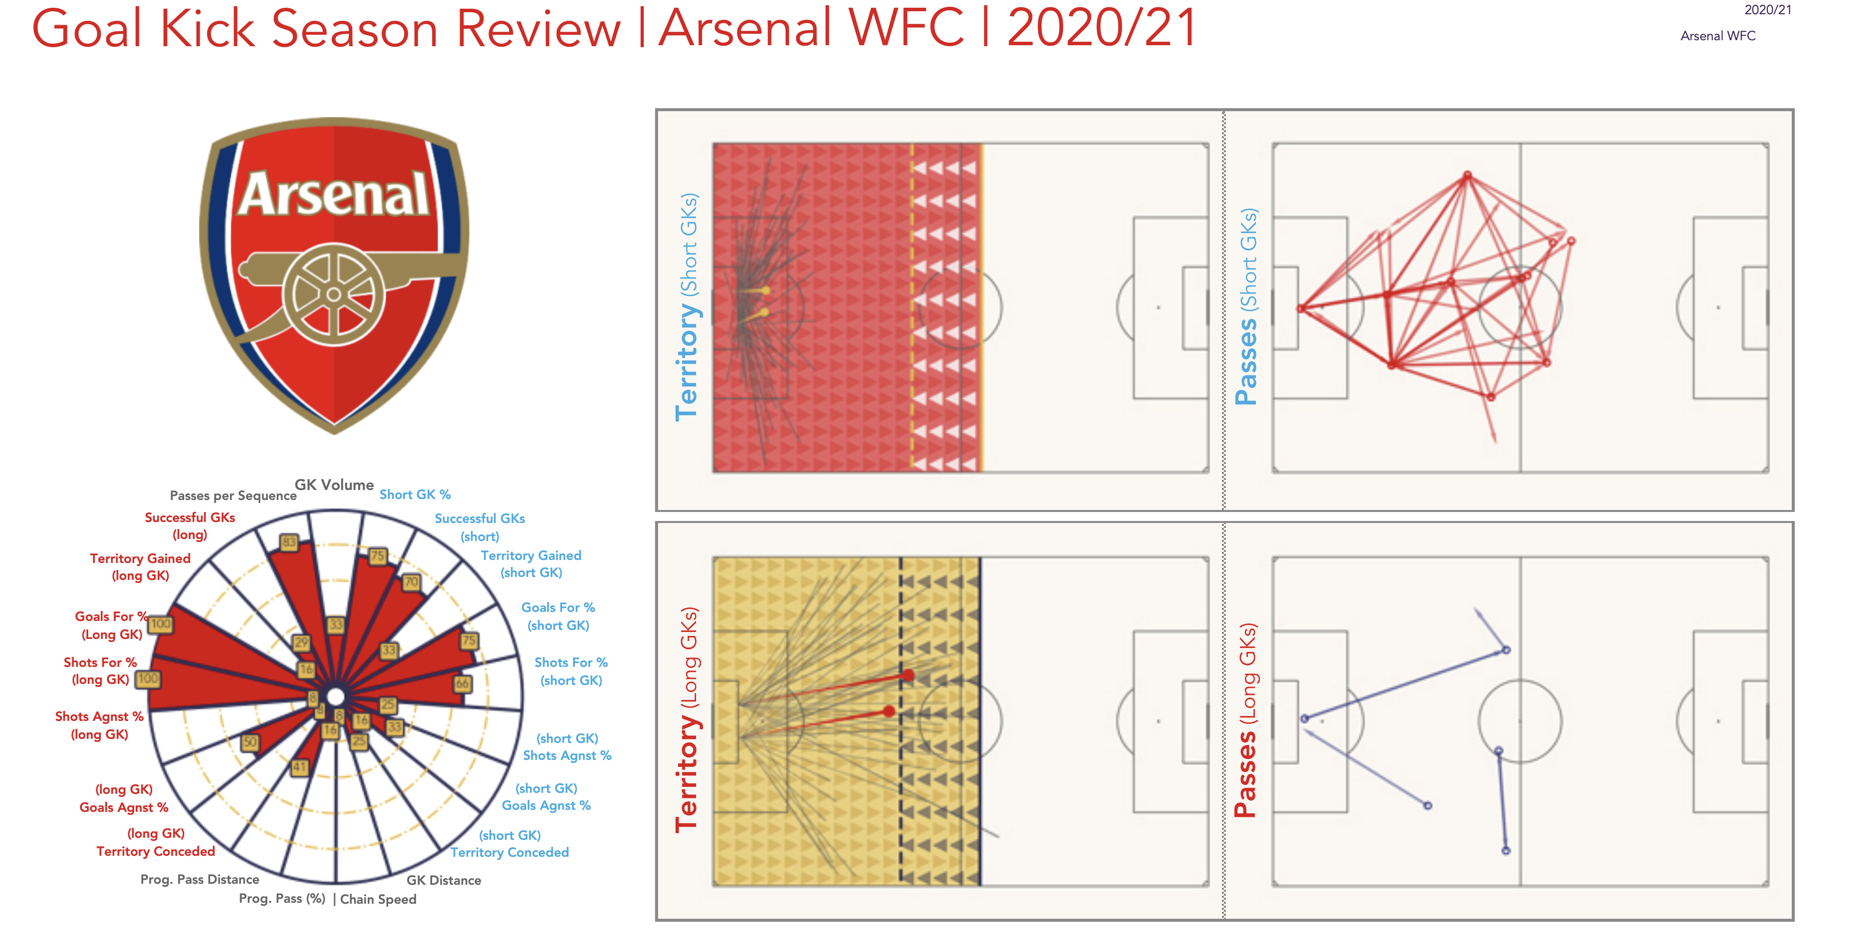 Goal Kick Season Review | Arsenal WFC | 2020/21
2020/21
Arsenal WFC
Arsenal
GK Volume
Passes per Sequence
Short GK %
Successful GKs
(long)
Successful GKs
(short)
Territory Gained
(long GK)
Territory Gained
(short GK)
Goals For %
(Long GK)
Goals For %
(short GK)
Shots For %
(long GK)
Shots For %
(short GK)
Shots Agnst %
(long GK)
(short GK)
Shots Agnst %
(long GK)
Goals Agnst %
(short GK)
Goals Agnst %
(long GK)
Territory Conceded
(short GK)
Territory Conceded
Prog. Pass Distance
GK Distance
Prog. Pass (%) | Chain Speed
83
75
70
33
29
33
75
100
16
66
100
8
25
16
33
8
16
25
50
41
Territory (Short GKs)
Passes (Short GKs)
Territory (Long GKs)
Passes (Long GKs)